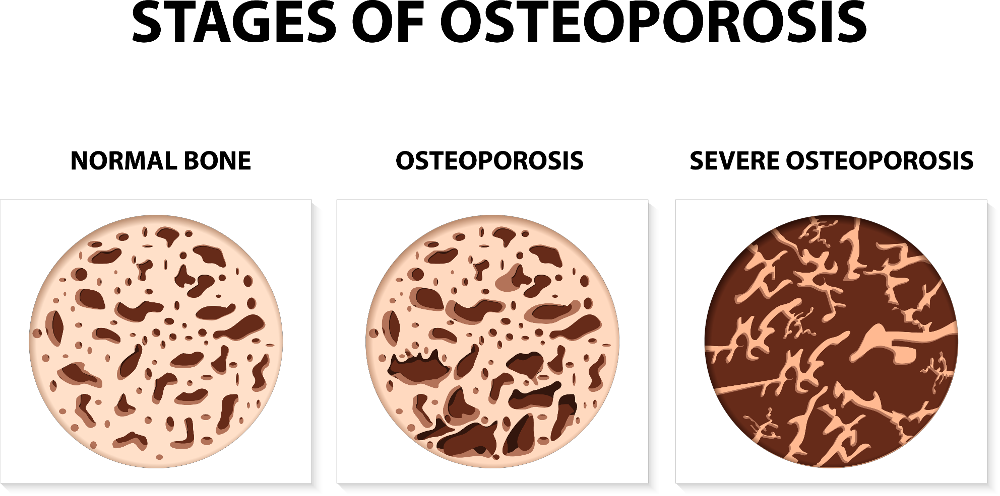 STAGES OF OSTEOPOROSIS
NORMAL BONE
OSTEOPOROSIS
SEVERE OSTEOPOROSIS